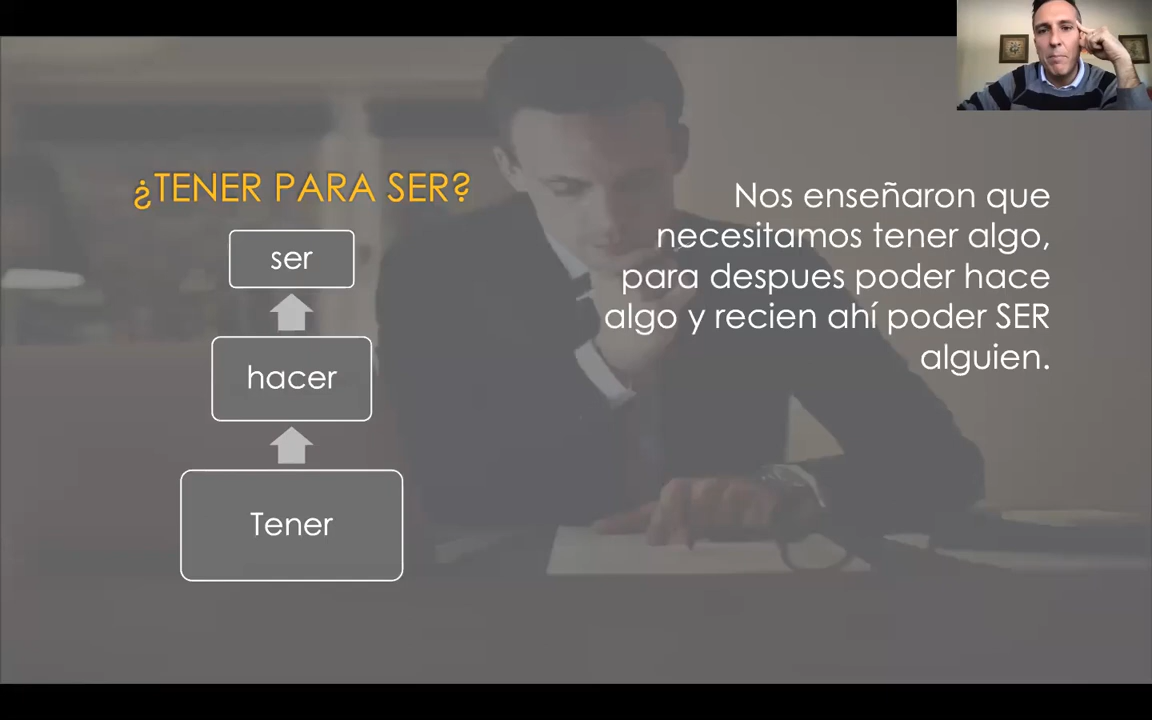 ¿TENER PARA SER?
ser
hacer
Tener
Nos enseñaron que
necesitamos tener algo,
para despues poder hace
algo y recien ahí poder SER
alguien.